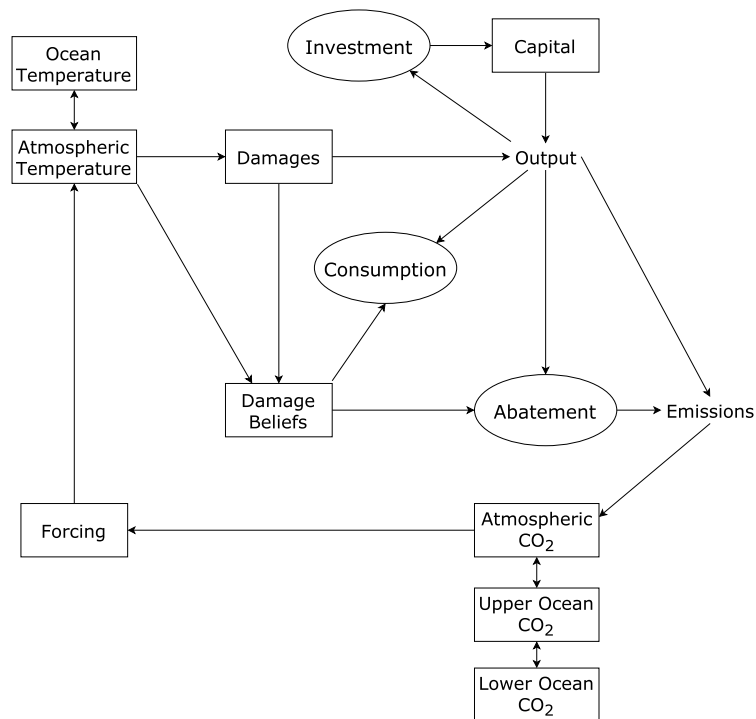 Investment
Capital
Ocean
Temperature
Atmospheric
Temperature
Damages
Output
Consumption
Damage
Beliefs
Abatement
Emissions
Forcing
Atmospheric
CO₂
Upper Ocean
CO₂
Lower Ocean
CO₂